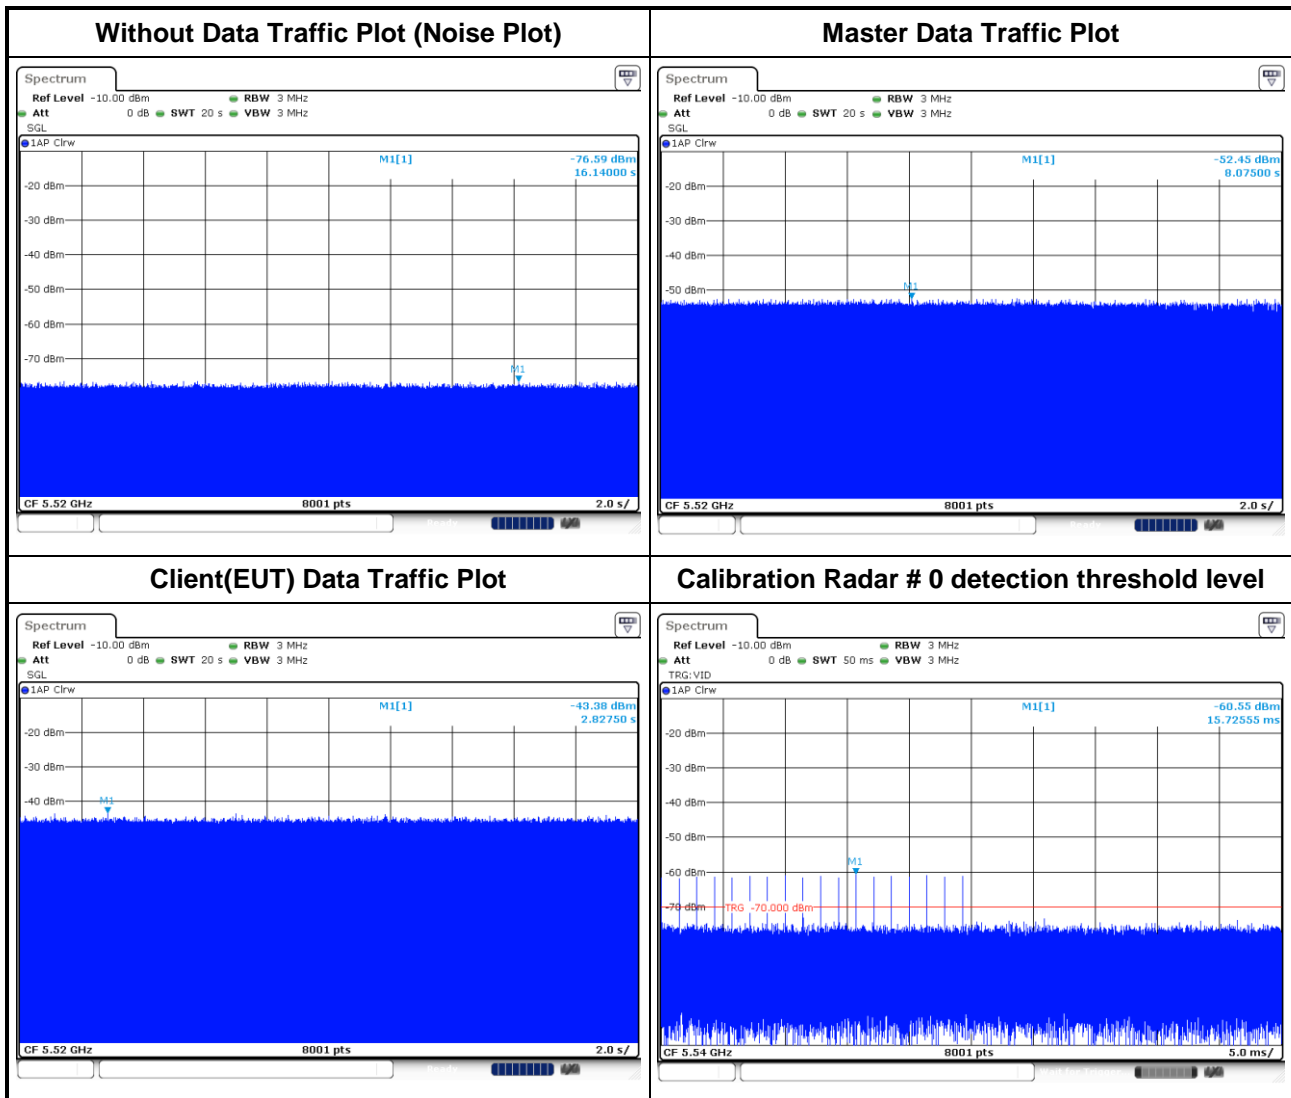 Without Data Traffic Plot (Noise Plot)
Spectrum
Ref Level -10.00 dBm RBW 3 MHz
Att 0 dB SWT 20 s VBW 3 MHz
SGL
1AP Clrw
M1[1] -76.59 dBm
16.14000 s
-20 dBm
-30 dBm
-40 dBm
-50 dBm
-60 dBm
-70 dBm
M1
CF 5.52 GHz 8001 pts 2.0 s/
Ready
Master Data Traffic Plot
Spectrum
Ref Level -10.00 dBm RBW 3 MHz
Att 0 dB SWT 20 s VBW 3 MHz
SGL
1AP Clrw
M1[1] -52.45 dBm
8.07500 s
-20 dBm
-30 dBm
-40 dBm
-50 dBm
M1
CF 5.52 GHz 8001 pts 2.0 s/
Ready
Client(EUT) Data Traffic Plot
Spectrum
Ref Level -10.00 dBm RBW 3 MHz
Att 0 dB SWT 20 s VBW 3 MHz
SGL
1AP Clrw
M1[1] -43.38 dBm
2.82750 s
-20 dBm
-30 dBm
-40 dBm
M1
CF 5.52 GHz 8001 pts 2.0 s/
Ready
Calibration Radar # 0 detection threshold level
Spectrum
Ref Level -10.00 dBm RBW 3 MHz
Att 0 dB SWT 50 ms VBW 3 MHz
TRG:VID
1AP Clrw
M1[1] -60.55 dBm
15.72555 ms
-20 dBm
-30 dBm
-40 dBm
-50 dBm
M1
-60 dBm
-70 dBm TRG -70.000 dBm
CF 5.54 GHz 8001 pts 5.0 ms/
Wait for Trigger